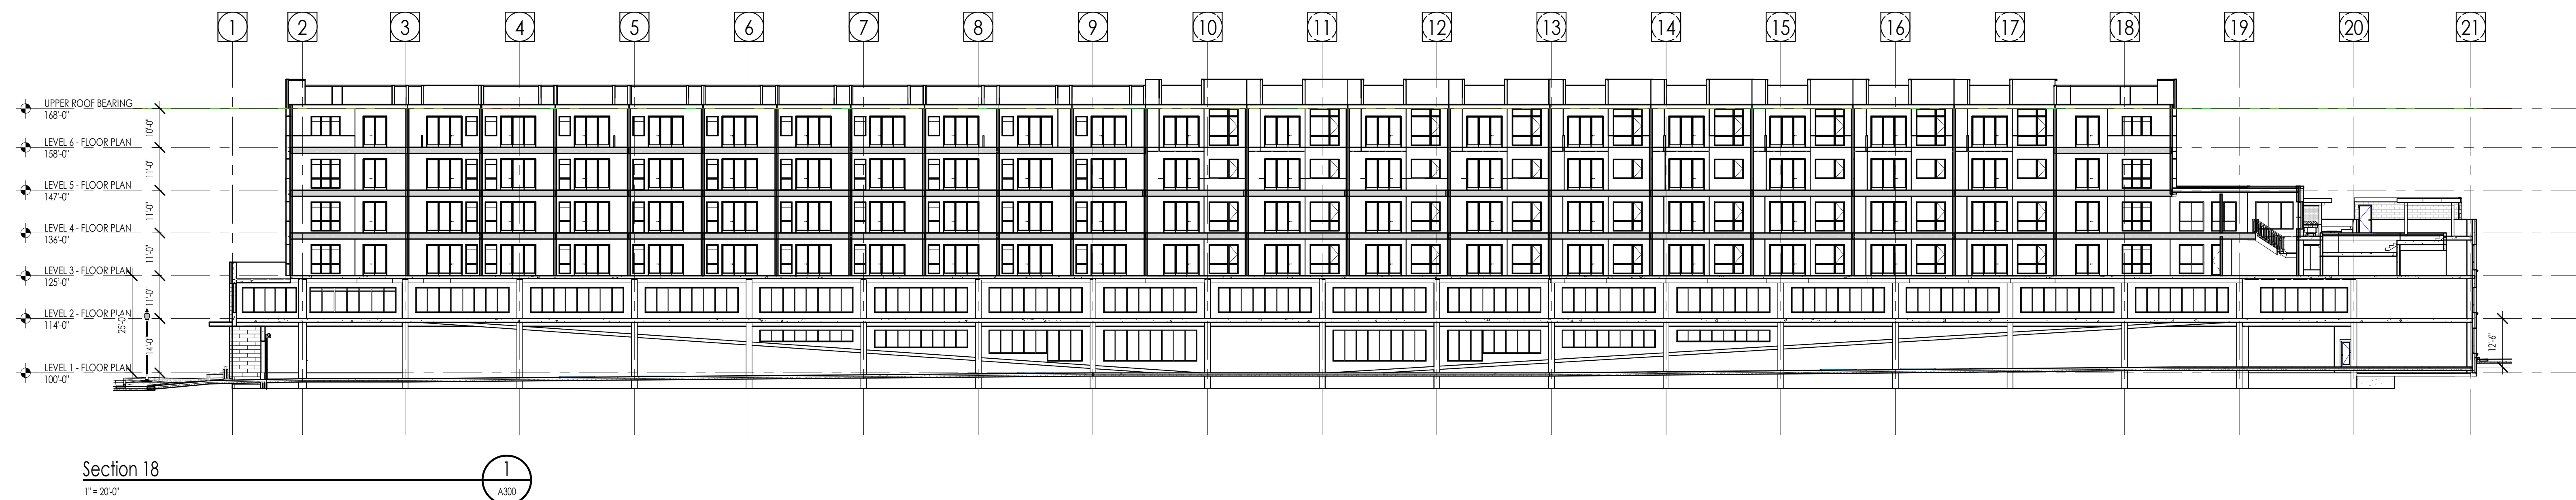 1 2 3 4 5 6 7 8 9 10 11 12 13 14 15 16 17 18 19 20 21
UPPER ROOF BEARING
168'-0"
10'-0"
LEVEL 6 - FLOOR PLAN
158'-0"
11'-0"
LEVEL 5 - FLOOR PLAN
147'-0"
11'-0"
LEVEL 4 - FLOOR PLAN
136'-0"
11'-0"
LEVEL 3 - FLOOR PLAN
125'-0"
11'-0"
LEVEL 2 - FLOOR PLAN
114'-0"
25'-0"
14'-0"
12'-6"
LEVEL 1 - FLOOR PLAN
100'-0"
Section 18
1
1" = 20'-0"
A300